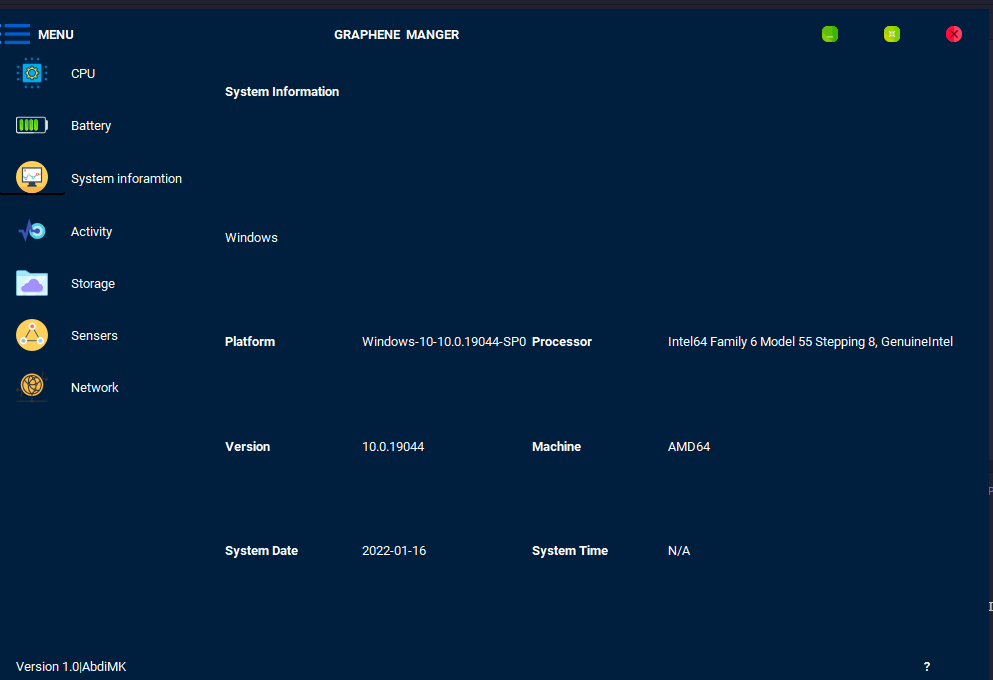 MENU
GRAPHENE MANGER
CPU
System Information
Battery
System inforamtion
Activity
Windows
Storage
Sensers
Platform Windows-10-10.0.19044-SP0 Processor Intel64 Family 6 Model 55 Stepping 8, GenuineIntel
Network
Version 10.0.19044 Machine AMD64
System Date 2022-01-16 System Time N/A
Version 1.0|AbdiMK ?